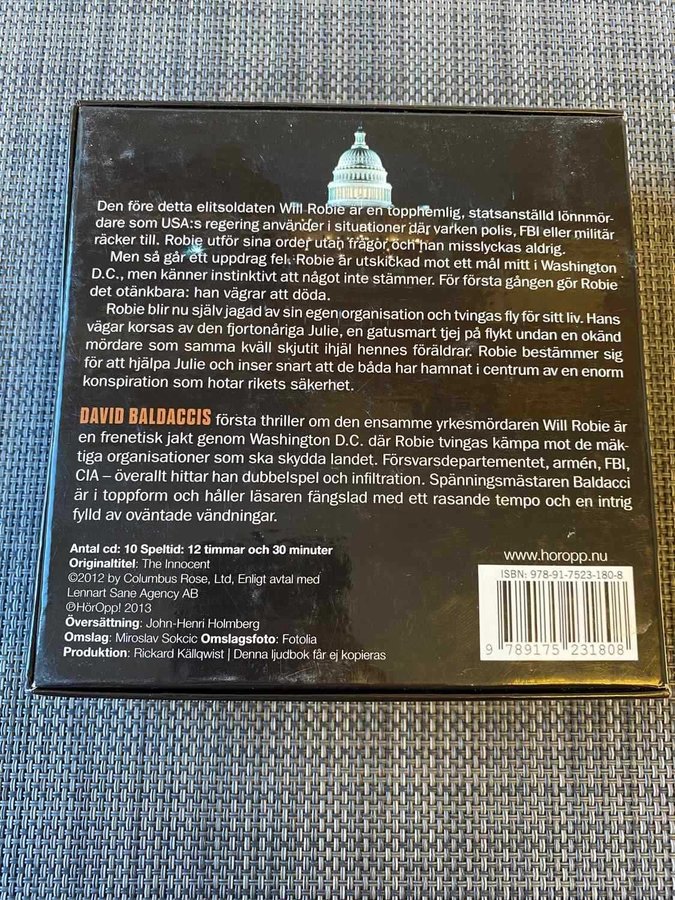 Den före detta elitsoldaten Will Robie är en topphemlig, statsanställd lönnmör-
dare som USA:s regering använder i situationer där varken polis, FBI eller militär
räcker till. Robie utför sina order utan frågor, och han misslyckas aldrig.
Men så går ett uppdrag fel. Robie är utskickad mot ett mål mitt i Washington
D.C., men känner instinktivt att något inte stämmer. För första gången gör Robie
det otänkbara: han vägrar att döda.
Robie blir nu själv jagad av sin egen organisation och tvingas fly för sitt liv. Hans
vägar korsas av den fjortonåriga Julie, en gatusmart tjej på flykt undan en okänd
mördare som samma kväll skjutit ihjäl hennes föräldrar. Robie bestämmer sig
för att hjälpa Julie och inser snart att de båda har hamnat i centrum av en enorm
konspiration som hotar rikets säkerhet.
DAVID BALDACCIS första thriller om den ensamme yrkesmördaren Will Robie är
en frenetisk jakt genom Washington D.C. där Robie tvingas kämpa mot de mäk-
tiga organisationer som ska skydda landet. Försvarsdepartementet, armén, FBI,
CIA – överallt hittar han dubbelspel och infiltration. Spänningsmästaren Baldacci
är i toppform och håller läsaren fängslad med ett rasande tempo och en intrig
fylld av oväntade vändningar.
Antal cd: 10 Speltid: 12 timmar och 30 minuter
Originaltitel: The Innocent
©2012 by Columbus Rose, Ltd, Enligt avtal med
Lennart Sane Agency AB
℗HörOpp! 2013
Översättning: John-Henri Holmberg
Omslag: Miroslav Sokcic Omslagsfoto: Fotolia
Produktion: Rickard Källqwist | Denna ljudbok får ej kopieras
www.horopp.nu
ISBN: 978-91-7523-180-8
9 789175 231808